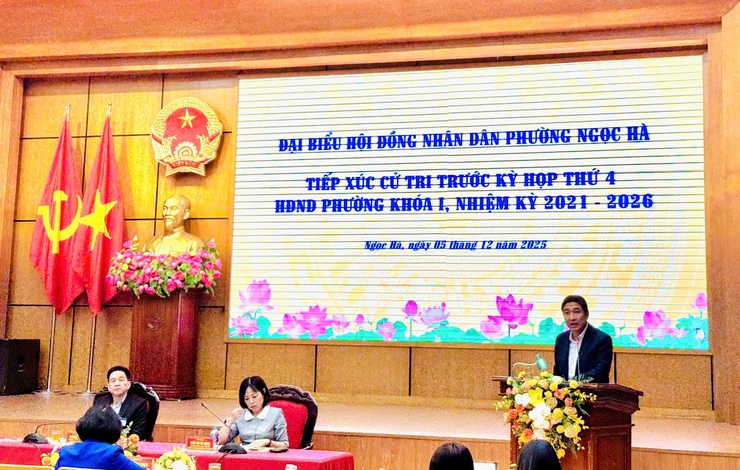 ĐẠI BIỂU HỘI ĐỒNG NHÂN DÂN PHƯỜNG NGỌC HÀ
TIẾP XÚC CỬ TRI TRƯỚC KỲ HỌP THỨ 4
HĐND PHƯỜNG KHÓA I, NHIỆM KỲ 2021 - 2026
Ngọc Hà, ngày 05 tháng 12 năm 2025